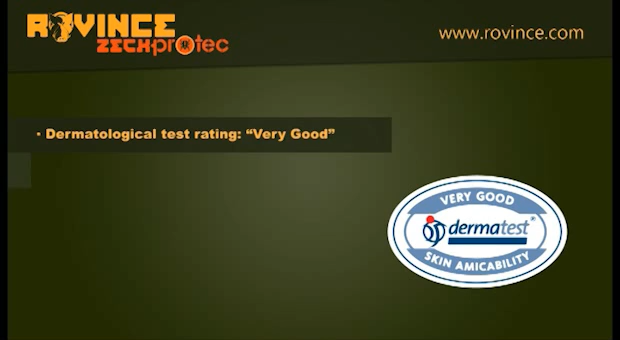 ROVINCE
ZECKprotec
www.rovince.com
· Dermatological test rating: “Very Good”
VERY GOOD
dermatest®
SKIN AMICABILITY